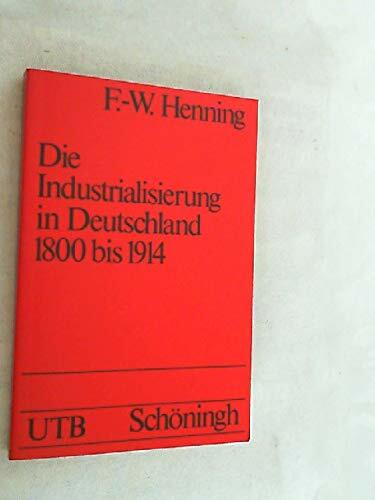 F.-W. Henning
Die
Industrialisierung
in Deutschland
1800 bis 1914
UTB Schöningh